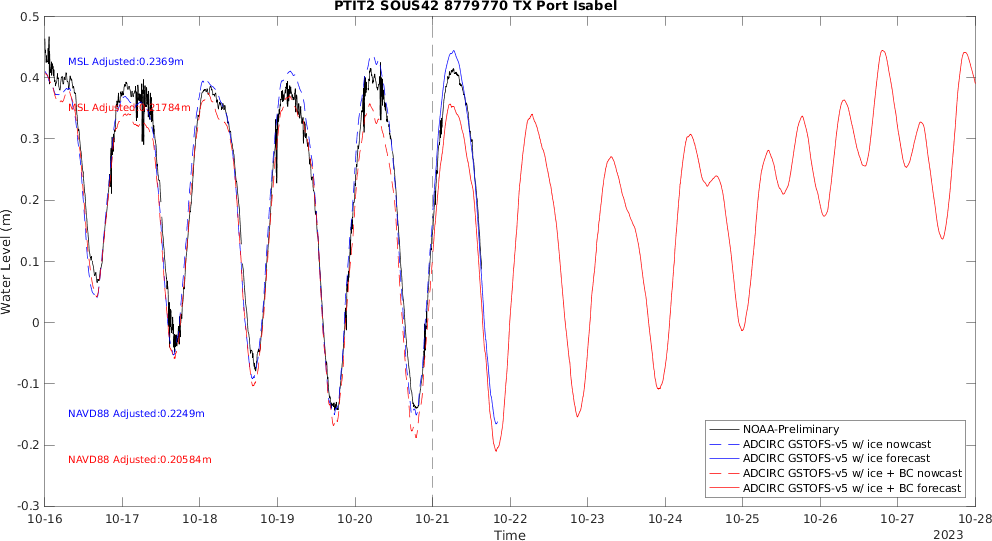 PTIT2 SOUS42 8779770 TX Port Isabel
0.5
0.4
0.3
0.2
0.1
0
-0.1
-0.2
-0.3
Water Level (m)
MSL Adjusted:0.2369m
MSL Adjusted:0.21784m
NAVD88 Adjusted:0.2249m
NAVD88 Adjusted:0.20584m
NOAA-Preliminary
ADCIRC GSTOFS-v5 w/ ice nowcast
ADCIRC GSTOFS-v5 w/ ice forecast
ADCIRC GSTOFS-v5 w/ ice + BC nowcast
ADCIRC GSTOFS-v5 w/ ice + BC forecast
10-16 10-17 10-18 10-19 10-20 10-21 10-22 10-23 10-24 10-25 10-26 10-27 10-28
Time
2023